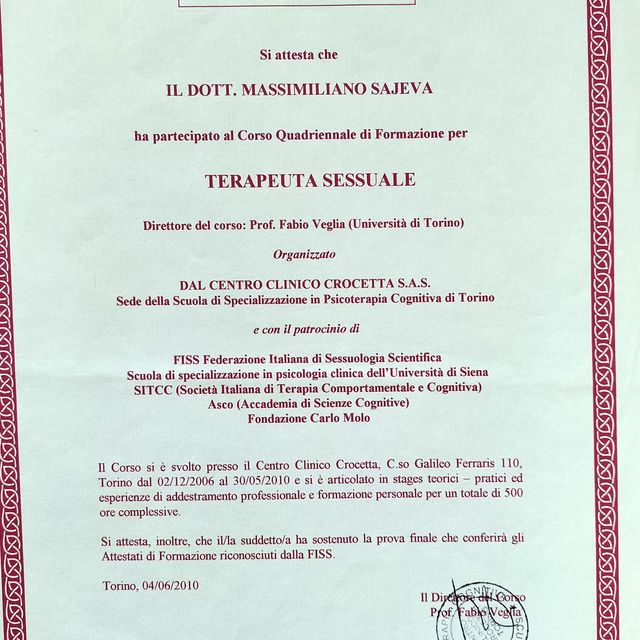 Si attesta che
IL DOTT. MASSIMILIANO SAJEVA
ha partecipato al Corso Quadriennale di Formazione per
TERAPEUTA SESSUALE
Direttore del corso: Prof. Fabio Veglia (Università di Torino)
Organizzato
DAL CENTRO CLINICO CROCETTA S.A.S.
Sede della Scuola di Specializzazione in Psicoterapia Cognitiva di Torino
e con il patrocinio di
FISS Federazione Italiana di Sessuologia Scientifica
Scuola di specializzazione in psicologia clinica dell'Università di Siena
SITCC (Società Italiana di Terapia Comportamentale e Cognitiva)
Asco (Accademia di Scienze Cognitive)
Fondazione Carlo Molo
Il Corso si è svolto presso il Centro Clinico Crocetta, C.so Galileo Ferraris 110,
Torino dal 02/12/2006 al 30/05/2010 e si è articolato in stages teorici – pratici ed
esperienze di addestramento professionale e formazione personale per un totale di 500
ore complessive.
Si attesta, inoltre, che il/la suddetto/a ha sostenuto la prova finale che conferirà gli
Attestati di Formazione riconosciuti dalla FISS.
Torino, 04/06/2010
Il Direttore del Corso
Prof. Fabio Veglia